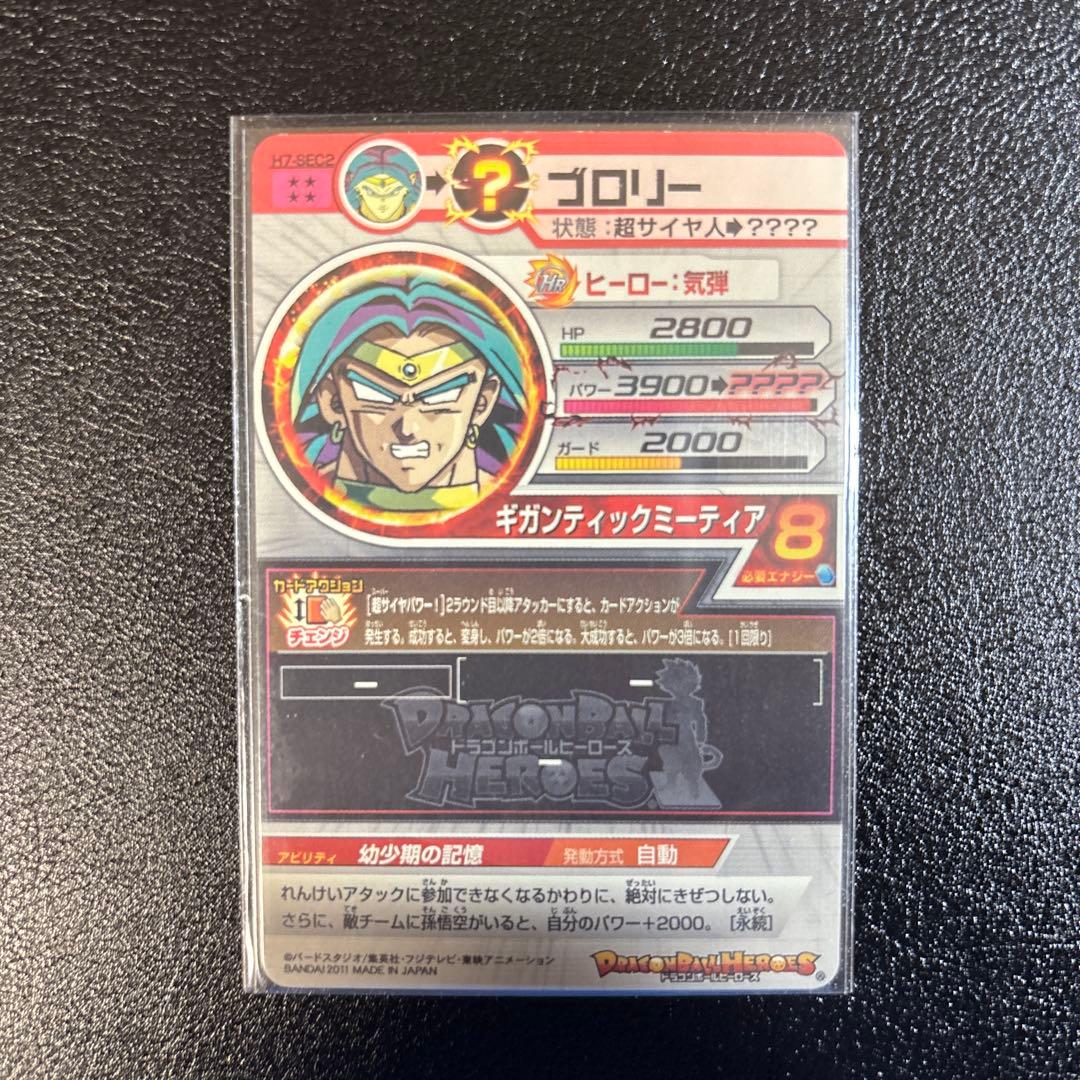 H7-SEC2
★★
★★
?
ゴロリー
状態：超サイヤ人➡????
HR ヒーロー：気弾
HP 2800
パワー 3900➡????
ガード 2000
ギガンティックミーティア 8
必要エナジー
カードアクション
チェンジ
[超サイヤパワー！]2ラウンド目以降アタッカーにすると、カードアクションが
発生する。成功すると、変身し、パワーが2倍になる。大成功すると、パワーが3倍になる。[1回限り]
ー ー
DRAGON BALL
ドラゴンボールヒーローズ
HEROES
ー
アビリティ 幼少期の記憶 発動方式 自動
れんけいアタックに参加できなくなるかわりに、絶対にきぜつしない。
さらに、敵チームに孫悟空がいると、自分のパワー+2000。 [永続]
©バードスタジオ/集英社・フジテレビ・東映アニメーション
BANDAI 2011 MADE IN JAPAN
DRAGON BALL HEROES
ドラゴンボールヒーローズ
®